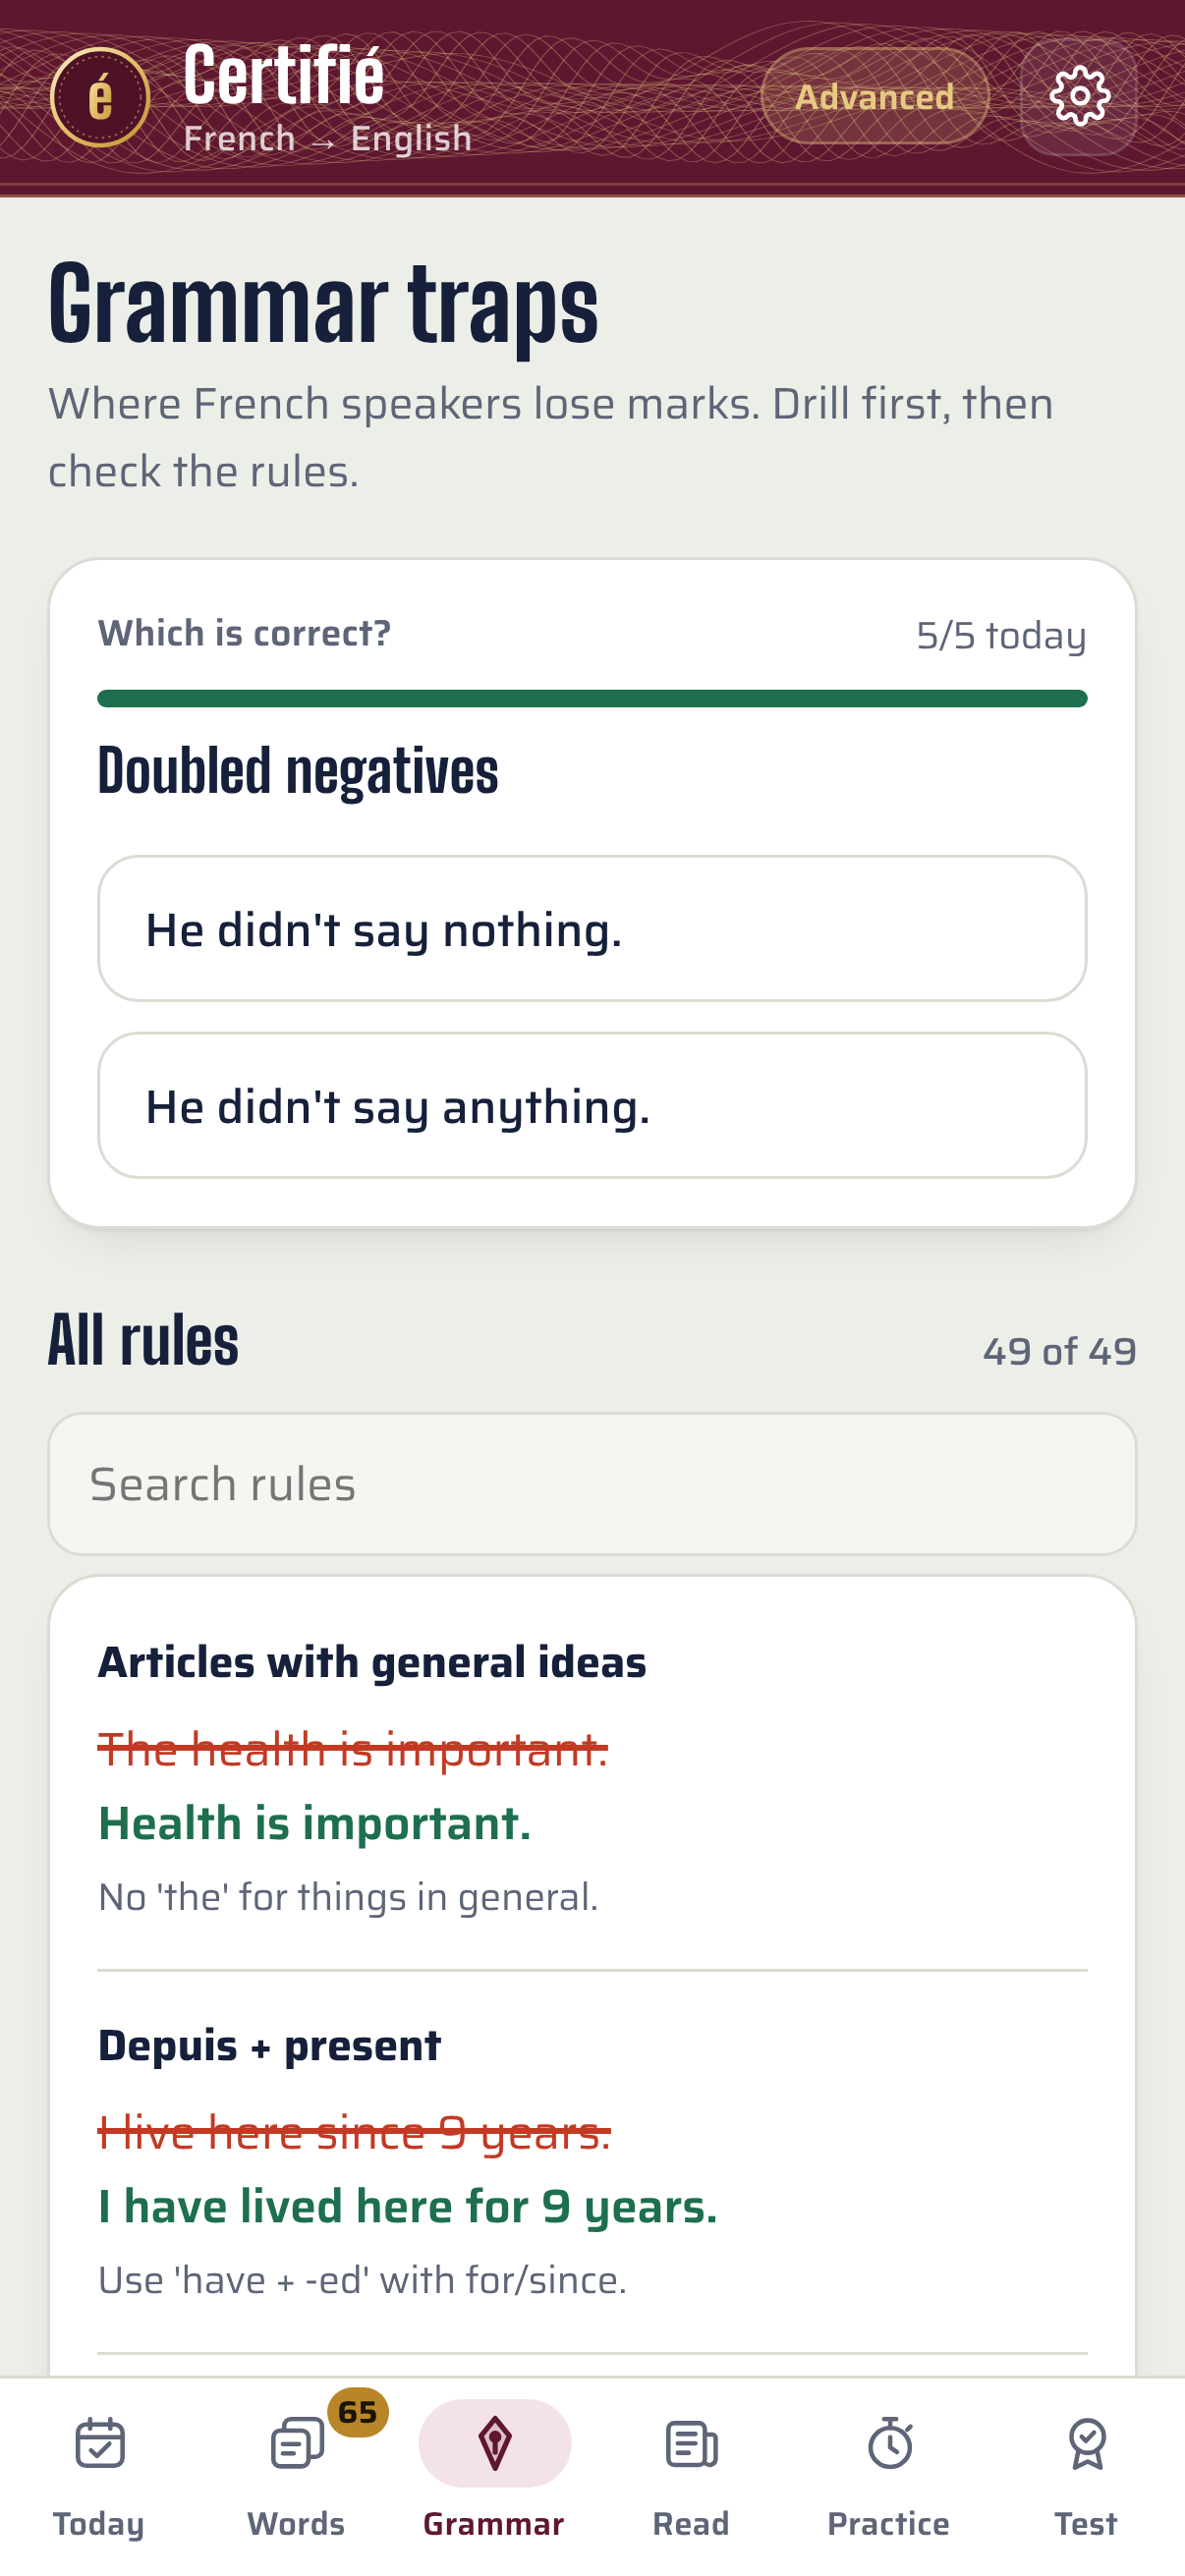 é
Certifié
French → English
Advanced
Grammar traps
Where French speakers lose marks. Drill first, then
check the rules.
Which is correct?
5/5 today
Doubled negatives
He didn't say nothing.
He didn't say anything.
All rules
49 of 49
Search rules
Articles with general ideas
The health is important.
Health is important.
No 'the' for things in general.
Depuis + present
I live here since 9 years.
I have lived here for 9 years.
Use 'have + -ed' with for/since.
65
Today
Words
Grammar
Read
Practice
Test